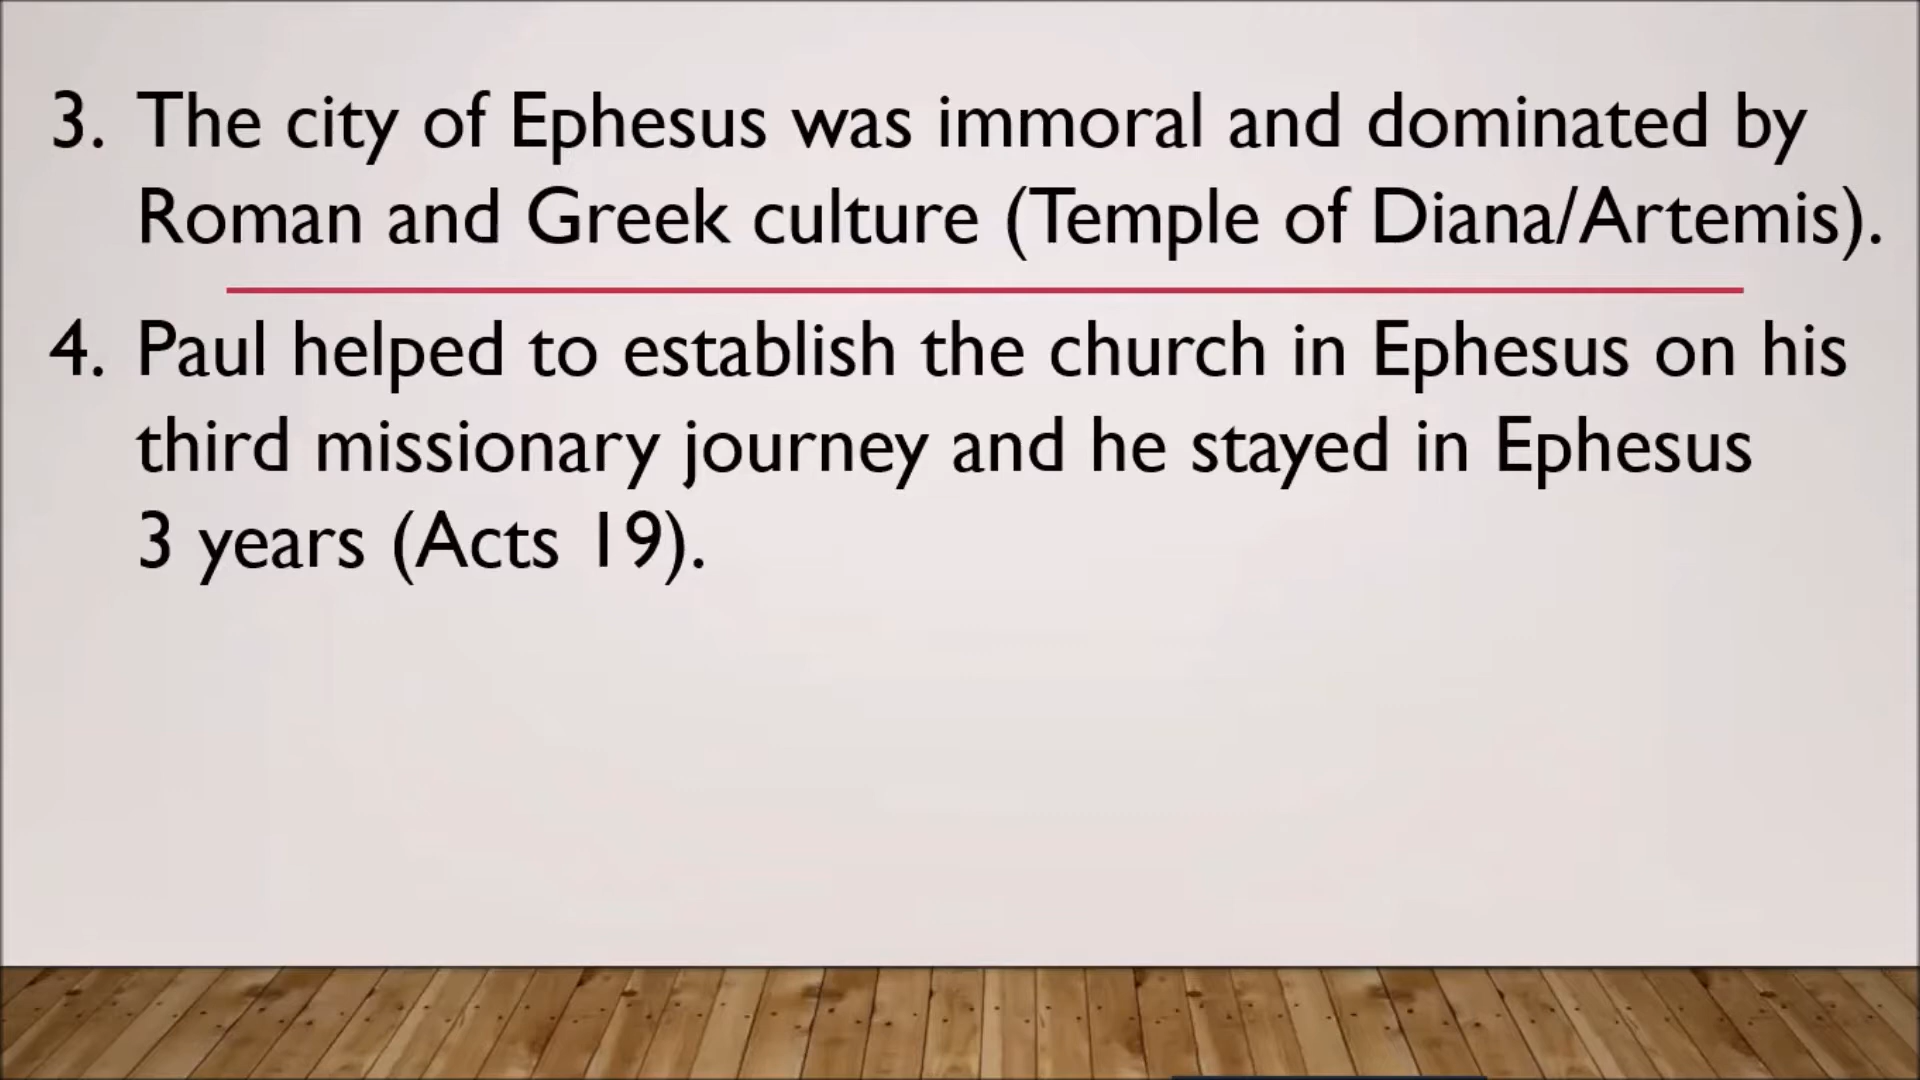 3. The city of Ephesus was immoral and dominated by
Roman and Greek culture (Temple of Diana/Artemis).
4. Paul helped to establish the church in Ephesus on his
third missionary journey and he stayed in Ephesus
3 years (Acts 19).